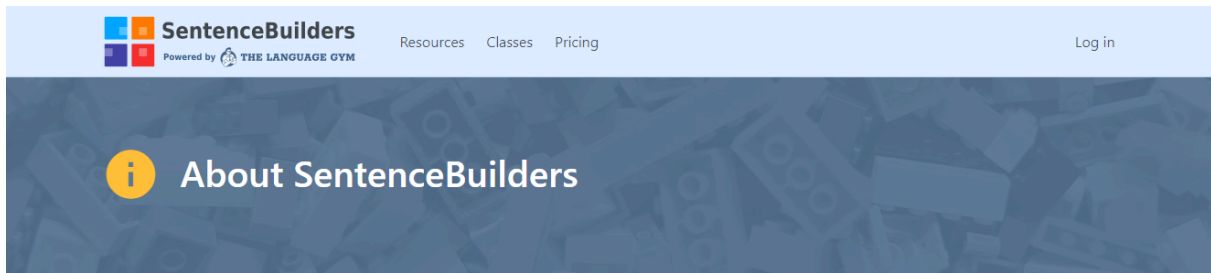 SentenceBuilders
Powered by THE LANGUAGE GYM
Resources Classes Pricing Log in
About SentenceBuilders